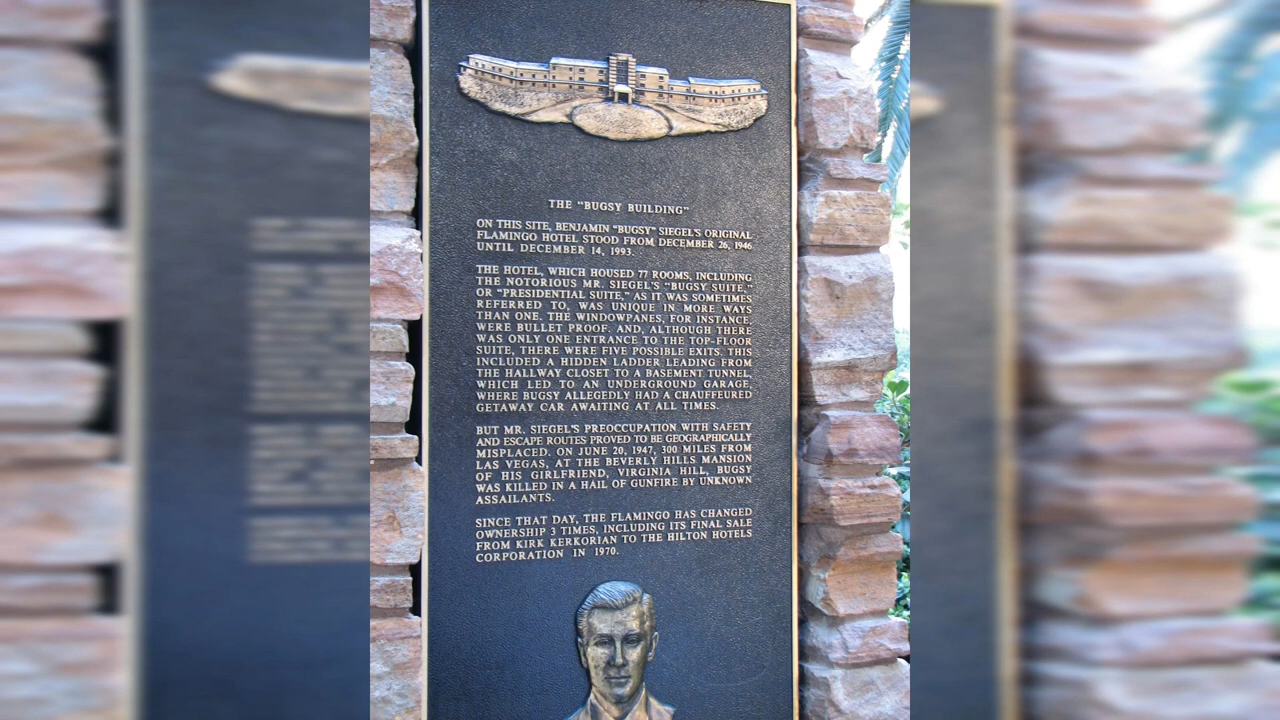 THE "BUGSY BUILDING"
ON THIS SITE, BENJAMIN "BUGSY" SIEGEL'S ORIGINAL
FLAMINGO HOTEL STOOD FROM DECEMBER 26, 1946
UNTIL DECEMBER 14, 1993.
THE HOTEL, WHICH HOUSED 77 ROOMS, INCLUDING
THE NOTORIOUS MR. SIEGEL'S "BUGSY SUITE,"
OR "PRESIDENTIAL SUITE," AS IT WAS SOMETIMES
REFERRED TO, WAS UNIQUE IN MORE WAYS
THAN ONE. THE WINDOWPANES, FOR INSTANCE,
WERE BULLET PROOF. AND, ALTHOUGH THERE
WAS ONLY ONE ENTRANCE TO THE TOP-FLOOR
SUITE, THERE WERE FIVE POSSIBLE EXITS. THIS
INCLUDED A HIDDEN LADDER LEADING FROM
THE HALLWAY CLOSET TO A BASEMENT TUNNEL,
WHICH LED TO AN UNDERGROUND GARAGE,
WHERE BUGSY ALLEGEDLY HAD A CHAUFFEURED
GETAWAY CAR AWAITING AT ALL TIMES.
BUT MR. SIEGEL'S PREOCCUPATION WITH SAFETY
AND ESCAPE ROUTES PROVED TO BE GEOGRAPHICALLY
MISPLACED. ON JUNE 20, 1947, 300 MILES FROM
LAS VEGAS, AT THE BEVERLY HILLS MANSION
OF HIS GIRLFRIEND, VIRGINIA HILL, BUGSY
WAS KILLED IN A HAIL OF GUNFIRE BY UNKNOWN
ASSAILANTS.
SINCE THAT DAY, THE FLAMINGO HAS CHANGED
OWNERSHIP 3 TIMES, INCLUDING ITS FINAL SALE
FROM KIRK KERKORIAN TO THE HILTON HOTELS
CORPORATION IN 1970.